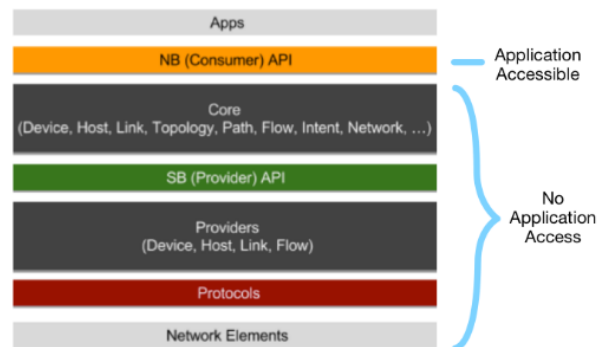 Apps
NB (Consumer) API
Application
Accessible
Core
(Device, Host, Link, Topology, Path, Flow, Intent, Network, ...)
SB (Provider) API
No
Application
Access
Providers
(Device, Host, Link, Flow)
Protocols
Network Elements